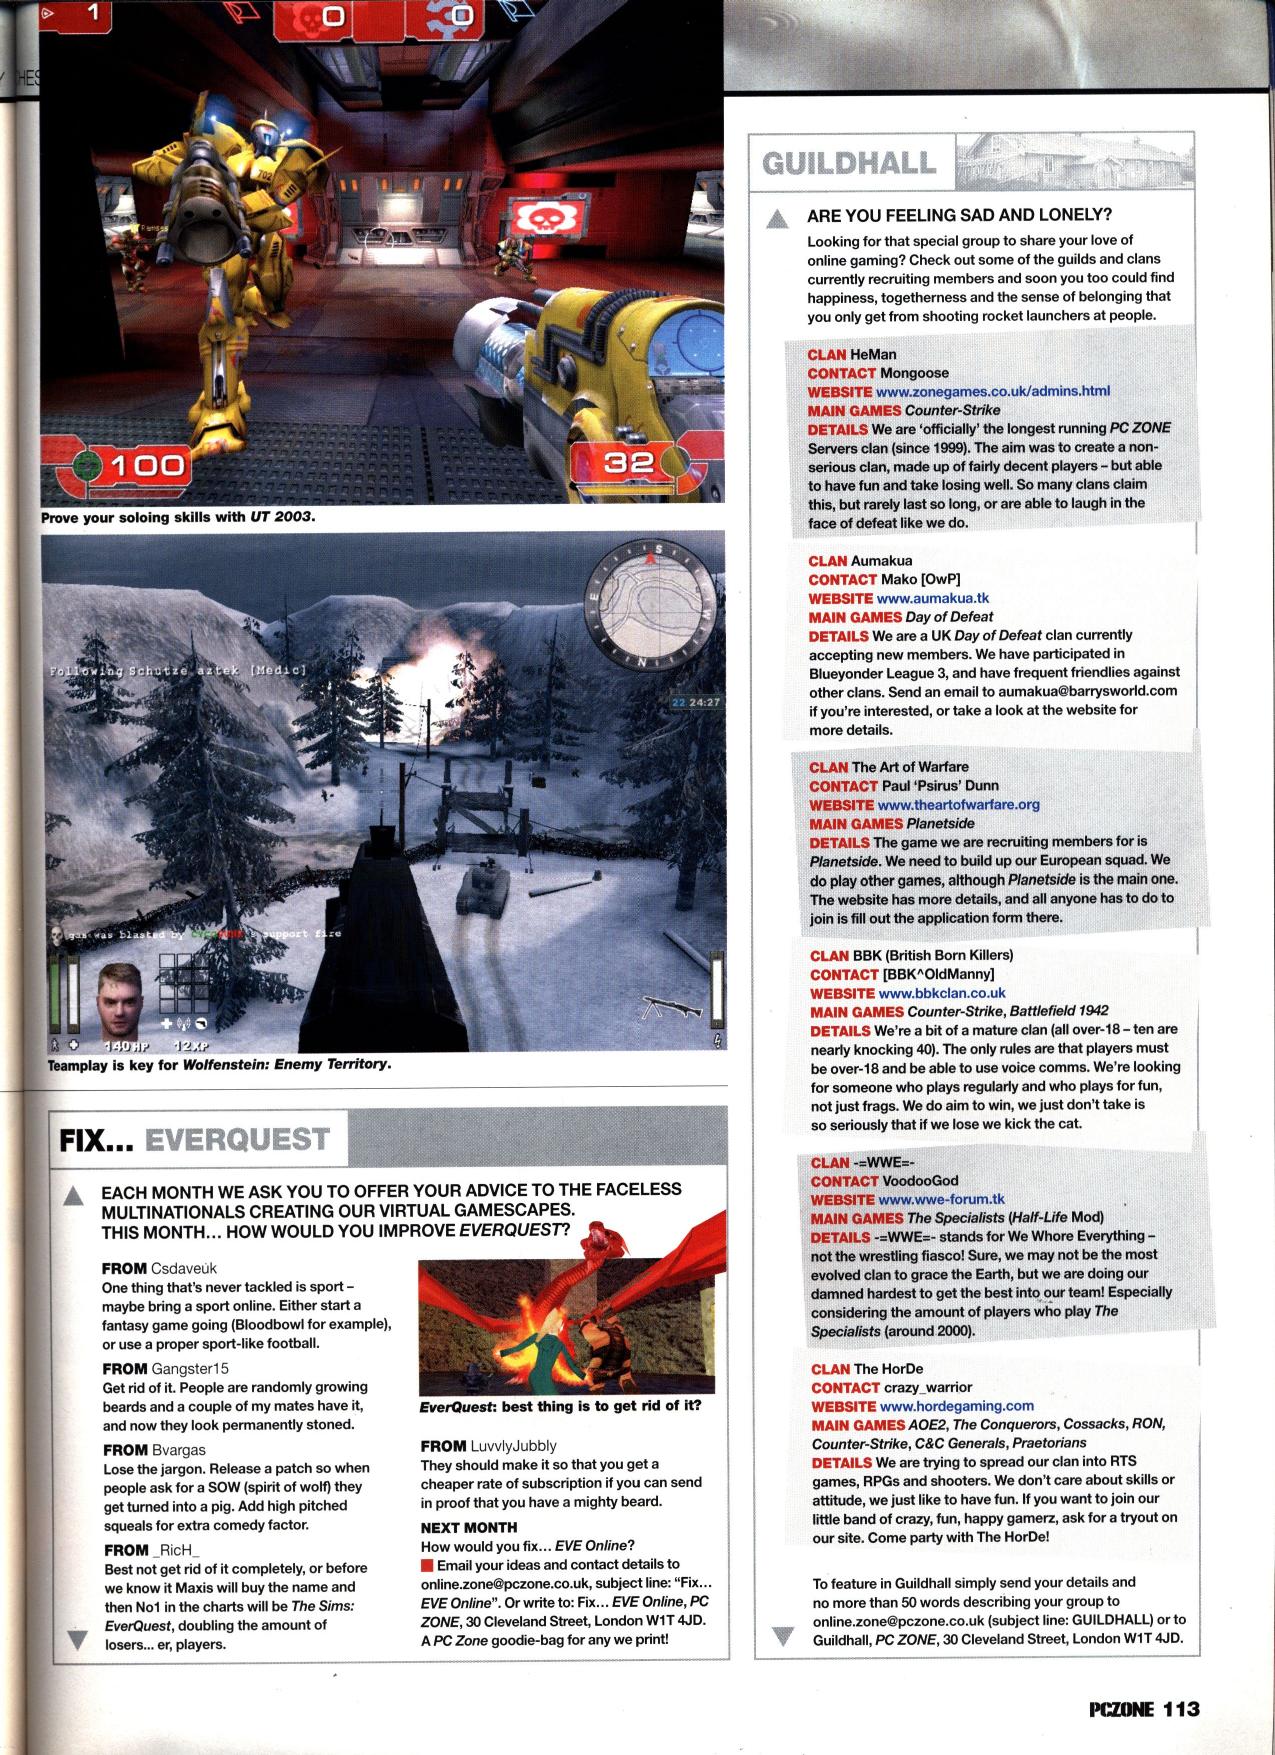 1
0
0
Ramses
702
100
32
Prove your soloing skills with UT 2003.
S
E
W
N
Following Schutze aztek [Medic]
22 24:27
gas was blasted by 's support fire
140 HP
12 XP
Teamplay is key for Wolfenstein: Enemy Territory.
FIX... EVERQUEST
EACH MONTH WE ASK YOU TO OFFER YOUR ADVICE TO THE FACELESS
MULTINATIONALS CREATING OUR VIRTUAL GAMESCAPES.
THIS MONTH... HOW WOULD YOU IMPROVE EVERQUEST?
FROM Csdaveuk
One thing that's never tackled is sport –
maybe bring a sport online. Either start a
fantasy game going (Bloodbowl for example),
or use a proper sport-like football.
FROM Gangster15
Get rid of it. People are randomly growing
beards and a couple of my mates have it,
and now they look permanently stoned.
FROM Bvargas
Lose the jargon. Release a patch so when
people ask for a SOW (spirit of wolf) they
get turned into a pig. Add high pitched
squeals for extra comedy factor.
FROM _RicH_
Best not get rid of it completely, or before
we know it Maxis will buy the name and
then No1 in the charts will be The Sims:
EverQuest, doubling the amount of
losers... er, players.
EverQuest: best thing is to get rid of it?
FROM LuvvlyJubbly
They should make it so that you get a
cheaper rate of subscription if you can send
in proof that you have a mighty beard.
NEXT MONTH
How would you fix... EVE Online?
Email your ideas and contact details to
online.zone@pczone.co.uk, subject line: "Fix...
EVE Online". Or write to: Fix... EVE Online, PC
ZONE, 30 Cleveland Street, London W1T 4JD.
A PC Zone goodie-bag for any we print!
GUILDHALL
ARE YOU FEELING SAD AND LONELY?
Looking for that special group to share your love of
online gaming? Check out some of the guilds and clans
currently recruiting members and soon you too could find
happiness, togetherness and the sense of belonging that
you only get from shooting rocket launchers at people.
CLAN HeMan
CONTACT Mongoose
WEBSITE www.zonegames.co.uk/admins.html
MAIN GAMES Counter-Strike
DETAILS We are 'officially' the longest running PC ZONE
Servers clan (since 1999). The aim was to create a non-
serious clan, made up of fairly decent players – but able
to have fun and take losing well. So many clans claim
this, but rarely last so long, or are able to laugh in the
face of defeat like we do.
CLAN Aumakua
CONTACT Mako [OwP]
WEBSITE www.aumakua.tk
MAIN GAMES Day of Defeat
DETAILS We are a UK Day of Defeat clan currently
accepting new members. We have participated in
Blueyonder League 3, and have frequent friendlies against
other clans. Send an email to aumakua@barrysworld.com
if you're interested, or take a look at the website for
more details.
CLAN The Art of Warfare
CONTACT Paul 'Psirus' Dunn
WEBSITE www.theartofwarfare.org
MAIN GAMES Planetside
DETAILS The game we are recruiting members for is
Planetside. We need to build up our European squad. We
do play other games, although Planetside is the main one.
The website has more details, and all anyone has to do to
join is fill out the application form there.
CLAN BBK (British Born Killers)
CONTACT [BBK^OldManny]
WEBSITE www.bbkclan.co.uk
MAIN GAMES Counter-Strike, Battlefield 1942
DETAILS We're a bit of a mature clan (all over-18 – ten are
nearly knocking 40). The only rules are that players must
be over-18 and be able to use voice comms. We're looking
for someone who plays regularly and who plays for fun,
not just frags. We do aim to win, we just don't take is
so seriously that if we lose we kick the cat.
CLAN -=WWE=-
CONTACT VoodooGod
WEBSITE www.wwe-forum.tk
MAIN GAMES The Specialists (Half-Life Mod)
DETAILS -=WWE=- stands for We Whore Everything –
not the wrestling fiasco! Sure, we may not be the most
evolved clan to grace the Earth, but we are doing our
damned hardest to get the best into our team! Especially
considering the amount of players who play The
Specialists (around 2000).
CLAN The HorDe
CONTACT crazy_warrior
WEBSITE www.hordegaming.com
MAIN GAMES AOE2, The Conquerors, Cossacks, RON,
Counter-Strike, C&C Generals, Praetorians
DETAILS We are trying to spread our clan into RTS
games, RPGs and shooters. We don't care about skills or
attitude, we just like to have fun. If you want to join our
little band of crazy, fun, happy gamerz, ask for a tryout on
our site. Come party with The HorDe!
To feature in Guildhall simply send your details and
no more than 50 words describing your group to
online.zone@pczone.co.uk (subject line: GUILDHALL) or to
Guildhall, PC ZONE, 30 Cleveland Street, London W1T 4JD.
PCZONE 113